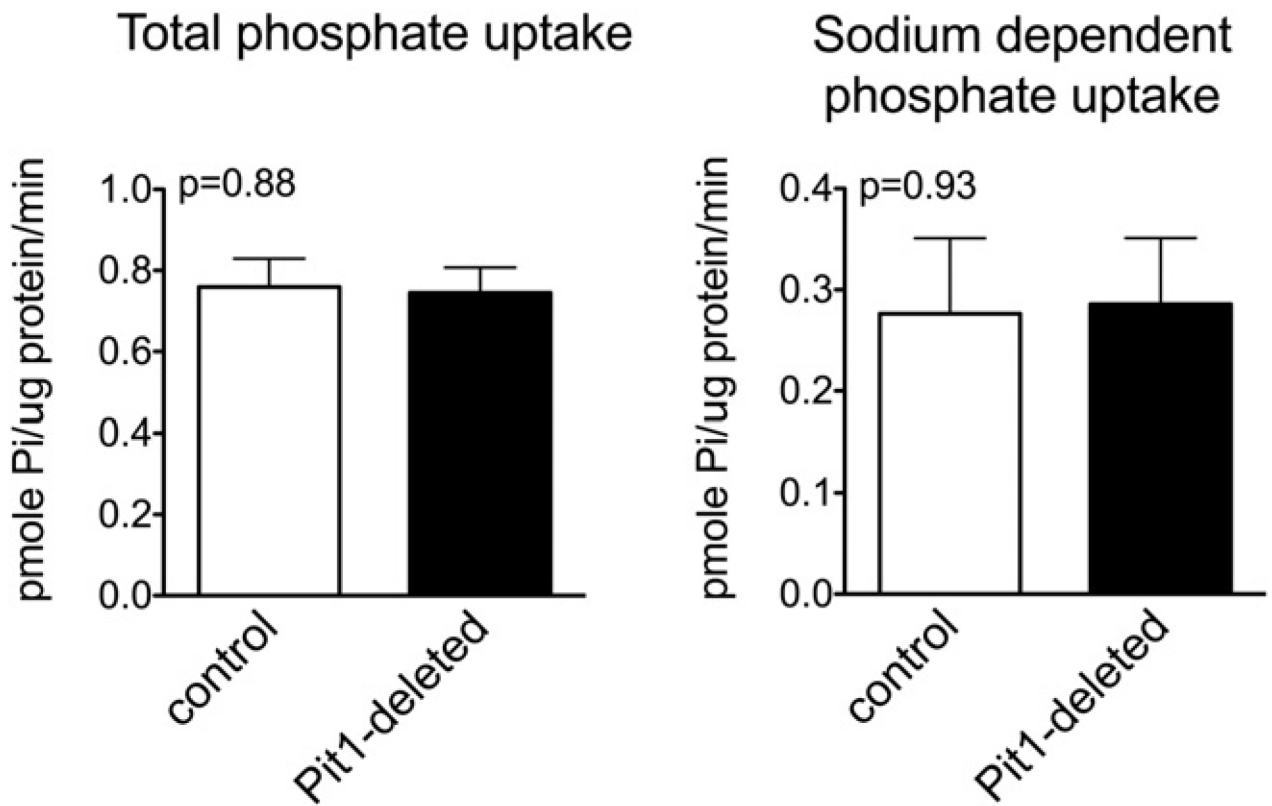 Total phosphate uptake
pmole Pi/ug protein/min
p=0.88
1.0
0.8
0.6
0.4
0.2
0.0
control
Pit1-deleted
Sodium dependent
phosphate uptake
pmole Pi/ug protein/min
p=0.93
0.4
0.3
0.2
0.1
0.0
control
Pit1-deleted